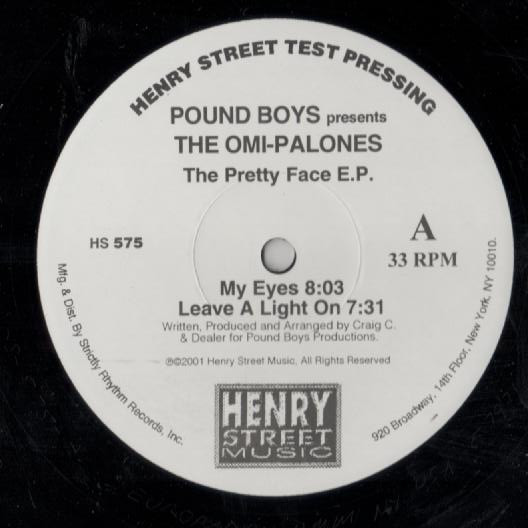 HENRY STREET TEST PRESSING
POUND BOYS presents
THE OMI-PALONES
The Pretty Face E.P.
HS 575
A
33 RPM
My Eyes 8:03
Leave A Light On 7:31
Written, Produced and Arranged by Craig C.
& Dealer for Pound Boys Productions.
℗©2001 Henry Street Music, All Rights Reserved
Mfg. & Dist. By Strictly Rhythm Records, Inc.
920 Broadway, 14th Floor, New York, NY 10010.
HENRY
STREET
MUSIC